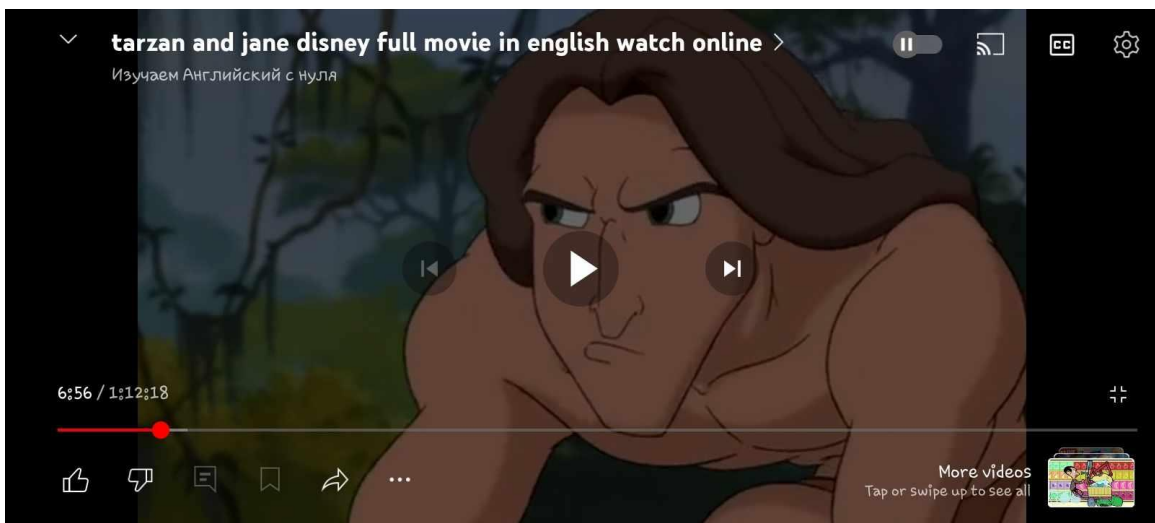 tarzan and jane disney full movie in english watch online >
Изучаем Английский с нуля
CC
6:56 / 1:12:18
More videos
Tap or swipe up to see all